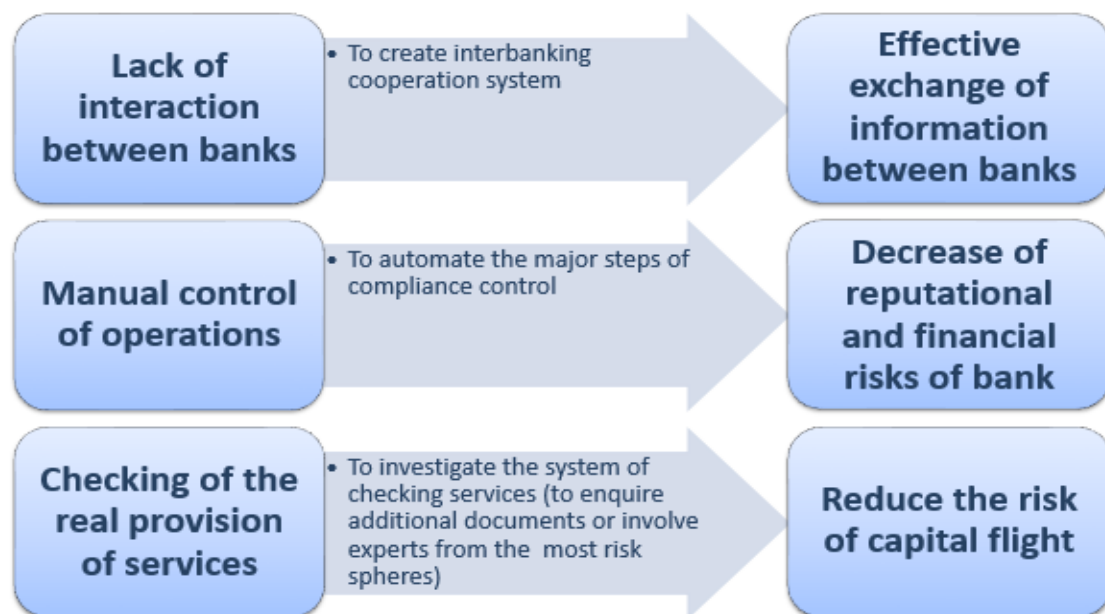 Lack of
interaction
between banks
• To create interbanking
cooperation system
Effective
exchange of
information
between banks
Manual control
of operations
• To automate the major steps of
compliance control
Decrease of
reputational
and financial
risks of bank
Checking of the
real provision
of services
• To investigate the system of
checking services (to enquire
additional documents or involve
experts from the  most risk
spheres)
Reduce the risk
of capital flight